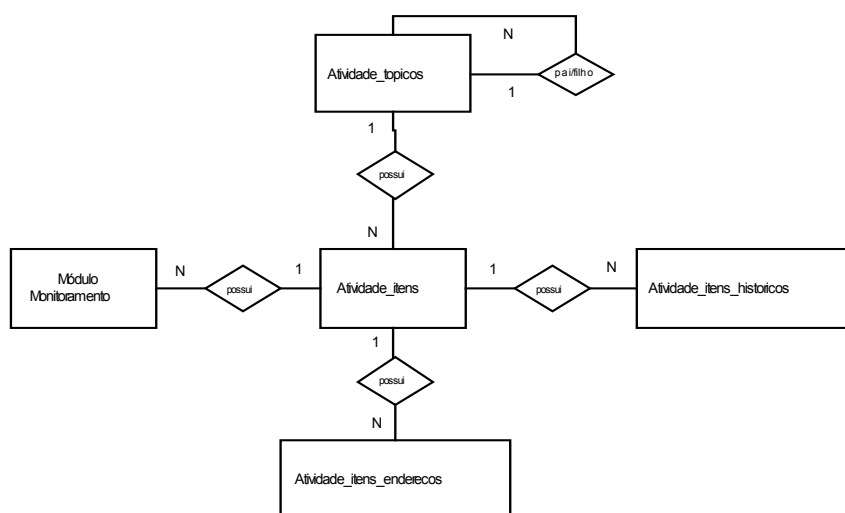 N
Atividade_topicos
pai/filho
1
1
possui
N
Módulo
Monitoramento
N
possui
1
Atividade_itens
1
possui
N
Atividade_itens_historicos
1
possui
N
Atividade_itens_enderecos